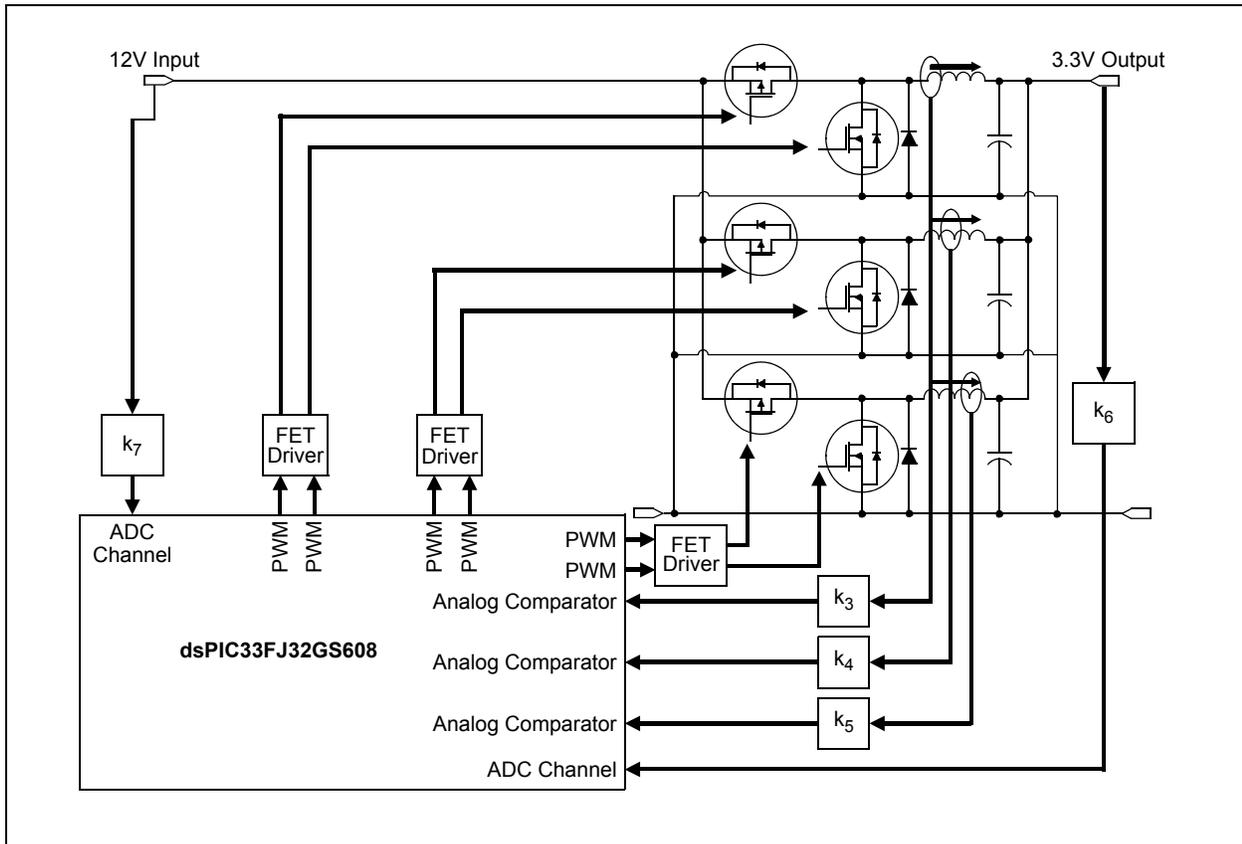 12V Input
3.3V Output
k7
FET
Driver
FET
Driver
k6
ADC
Channel
PWM
PWM
PWM
PWM
PWM
PWM
FET
Driver
Analog Comparator
k3
dsPIC33FJ32GS608
Analog Comparator
k4
Analog Comparator
k5
ADC Channel